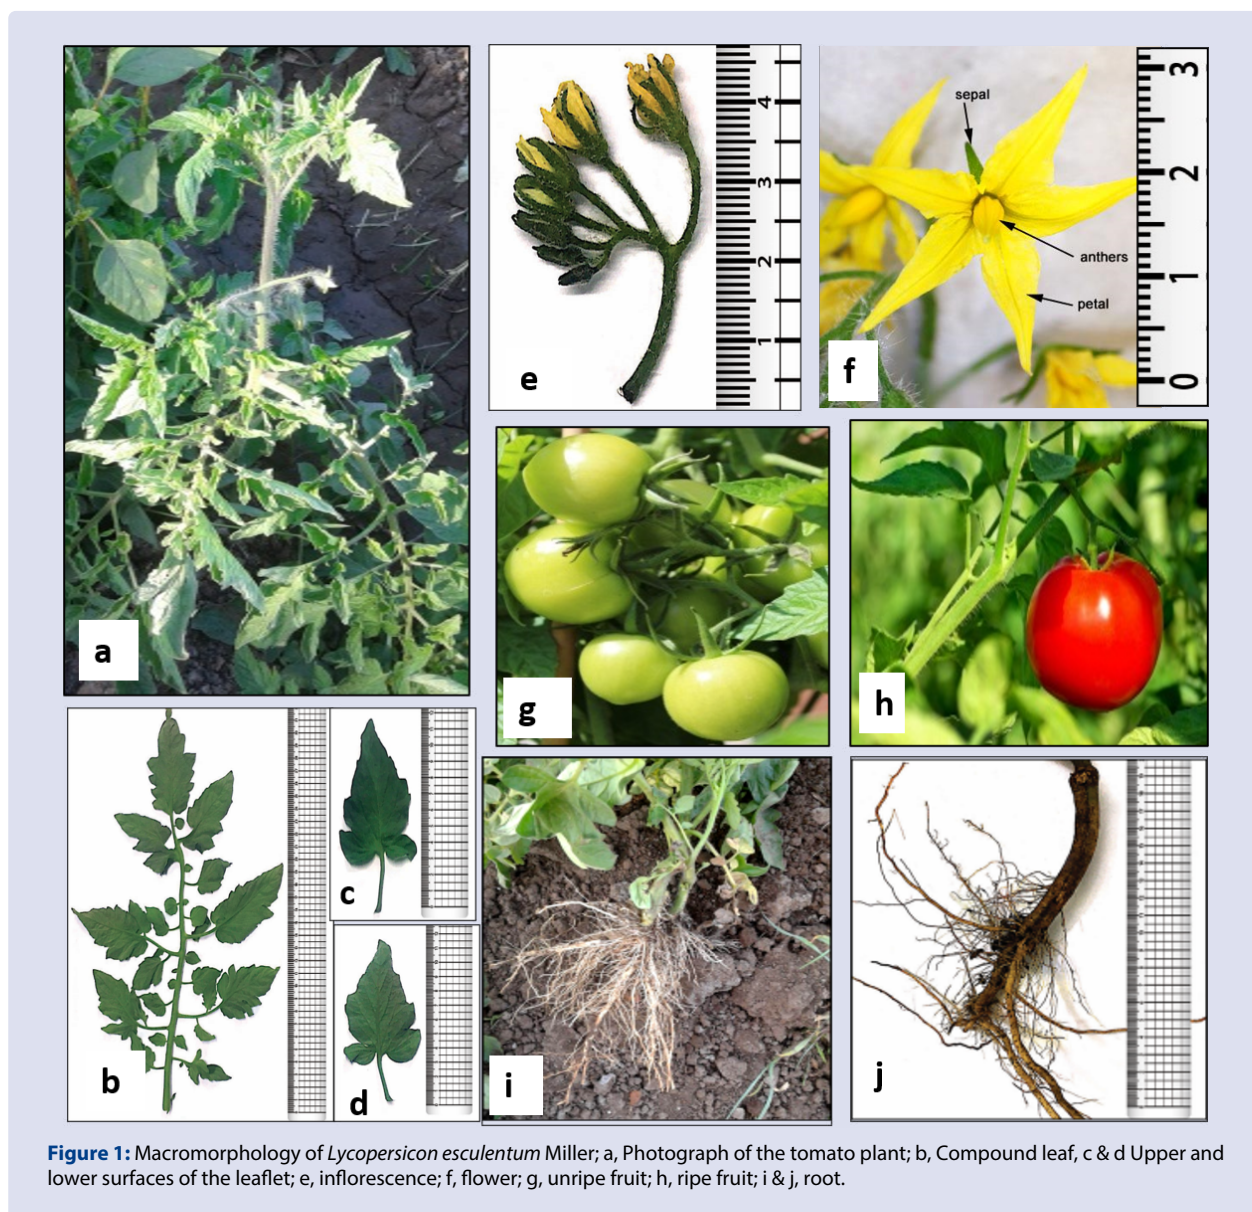 a
e
4
3
2
1
sepal
anthers
petal
f
3
2
1
0
g
h
b
c
d
i
j
Figure 1: Macromorphology of Lycopersicon esculentum Miller; a, Photograph of the tomato plant; b, Compound leaf, c & d Upper and
lower surfaces of the leaflet; e, inflorescence; f, flower; g, unripe fruit; h, ripe fruit; i & j, root.